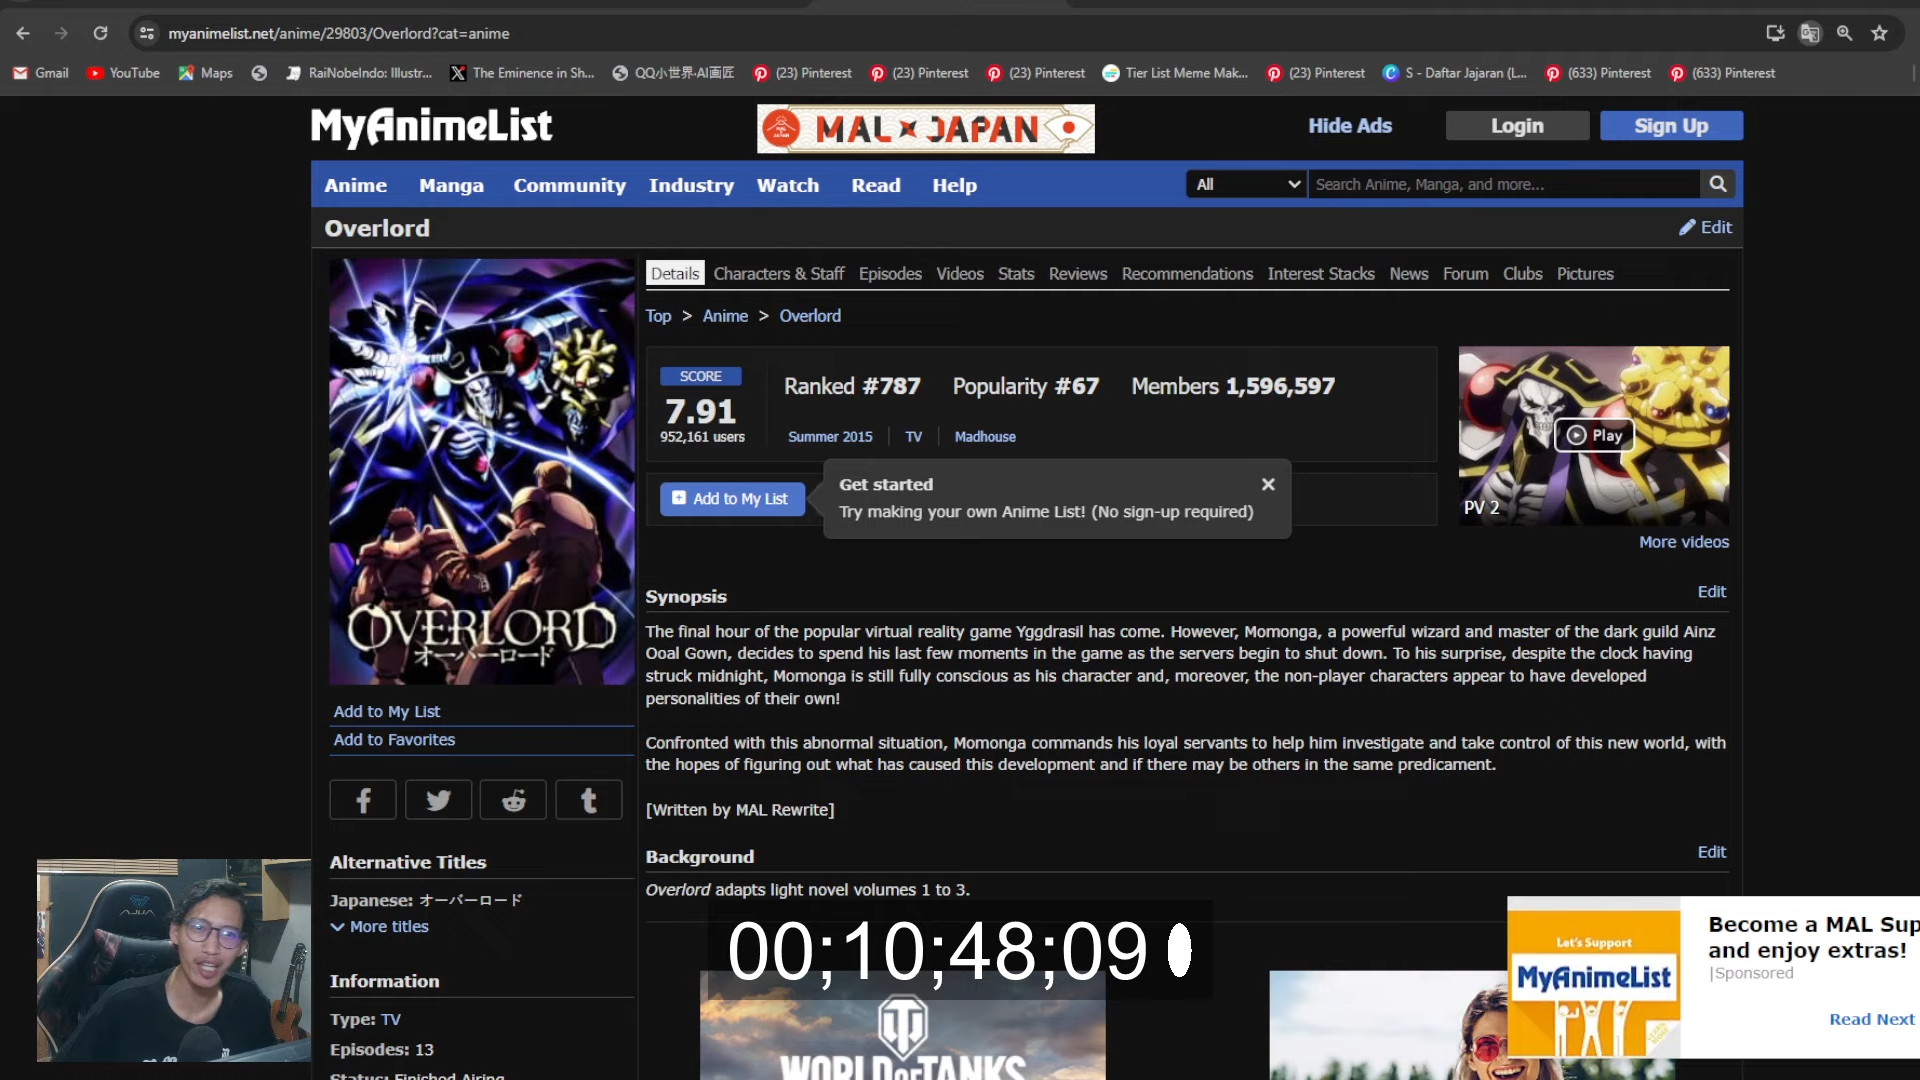 myanimelist.net/anime/29803/Overlord?cat=anime
Gmail YouTube Maps RaiNobeIndo: Illustr... The Eminence in Sh... QQ小世界·AI画匠 (23) Pinterest (23) Pinterest (23) Pinterest Tier List Meme Mak... (23) Pinterest S - Daftar Jajaran (L... (633) Pinterest (633) Pinterest
MyAnimeList MAL JAPAN Hide Ads Login Sign Up
Anime Manga Community Industry Watch Read Help All Search Anime, Manga, and more...
Overlord Edit
Details Characters & Staff Episodes Videos Stats Reviews Recommendations Interest Stacks News Forum Clubs Pictures
Top > Anime > Overlord
SCORE
7.91
952,161 users
Ranked #787 Popularity #67 Members 1,596,597
Summer 2015 TV Madhouse
Play
PV 2
More videos
Add to My List
Get started
Try making your own Anime List! (No sign-up required)
Synopsis Edit
The final hour of the popular virtual reality game Yggdrasil has come. However, Momonga, a powerful wizard and master of the dark guild Ainz
Ooal Gown, decides to spend his last few moments in the game as the servers begin to shut down. To his surprise, despite the clock having
struck midnight, Momonga is still fully conscious as his character and, moreover, the non-player characters appear to have developed
personalities of their own!
Confronted with this abnormal situation, Momonga commands his loyal servants to help him investigate and take control of this new world, with
the hopes of figuring out what has caused this development and if there may be others in the same predicament.
[Written by MAL Rewrite]
Background Edit
Overlord adapts light novel volumes 1 to 3.
OVERLORD
オーバーロード
Add to My List
Add to Favorites
Alternative Titles
Japanese: オーバーロード
More titles
Information
Type: TV
Episodes: 13
Status: Finished Airing
00;10;48;09
WORLD OF TANKS
Let's Support
MyAnimeList
Become a MAL Sup
and enjoy extras!
|Sponsored
Read Next